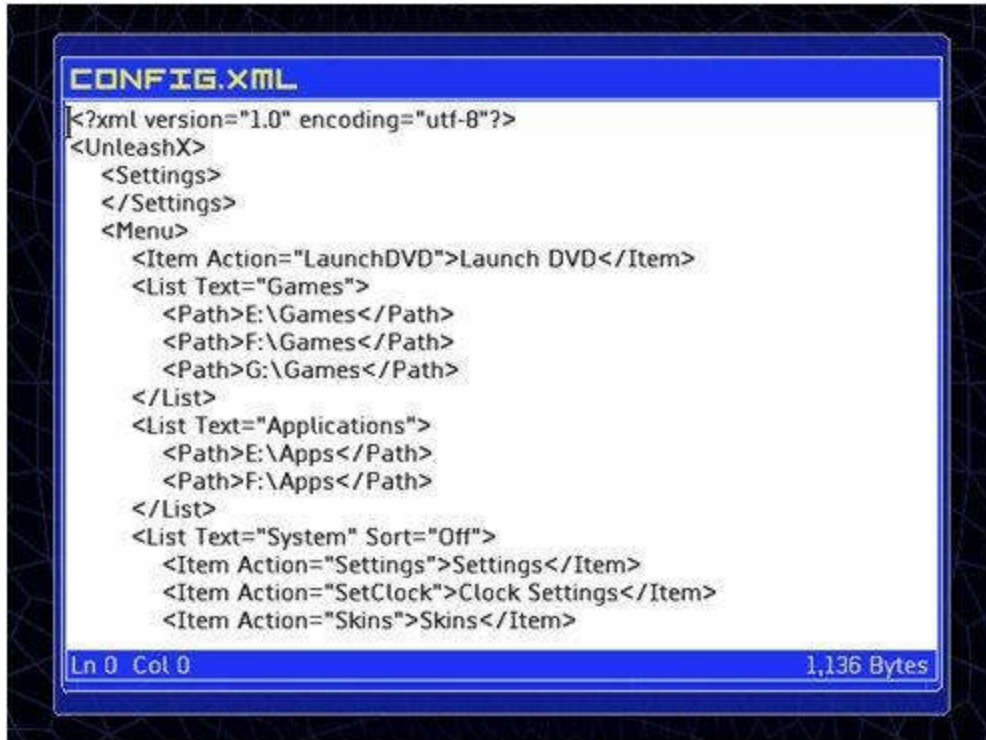 CONFIG.XML
<?xml version="1.0" encoding="utf-8"?>
<UnleashX>
<Settings>
</Settings>
<Menu>
<Item Action="LaunchDVD">Launch DVD</Item>
<List Text="Games">
<Path>E:\Games</Path>
<Path>F:\Games</Path>
<Path>G:\Games</Path>
</List>
<List Text="Applications">
<Path>E:\Apps</Path>
<Path>F:\Apps</Path>
</List>
<List Text="System" Sort="Off">
<Item Action="Settings">Settings</Item>
<Item Action="SetClock">Clock Settings</Item>
<Item Action="Skins">Skins</Item>
Ln 0 Col 0 1,136 Bytes